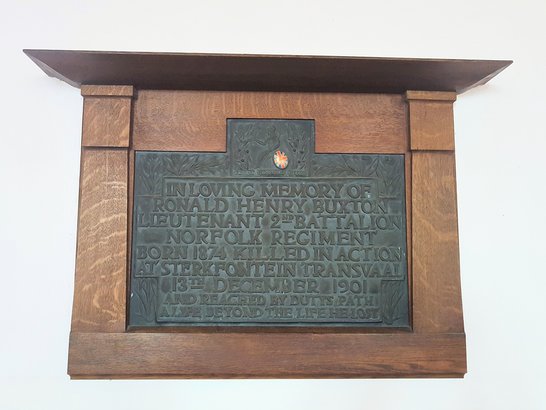 IN LOVING MEMORY OF
RONALD HENRY BUXTON
LIEUTENANT 2ND BATTALION
NORFOLK REGIMENT
BORN 1874 KILLED IN ACTION
AT STERKFONTEIN TRANSVAAL
13TH DECEMBER 1901
AND REACHED BY DUTYS PATH
A LIFE BEYOND THE LIFE HE LOST